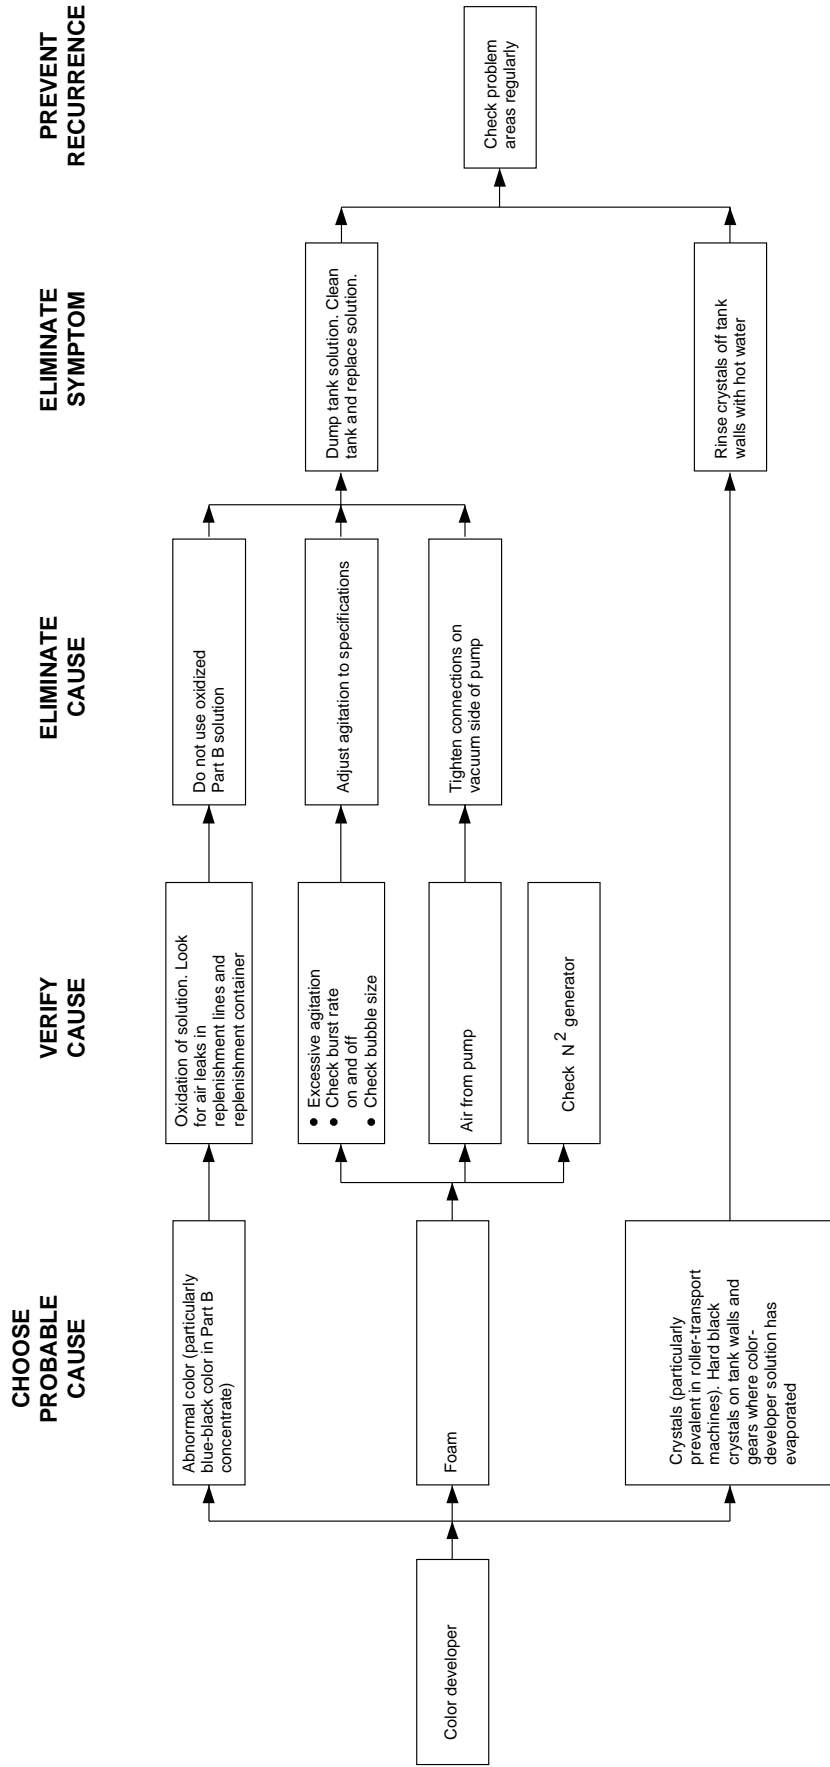 CHOOSE
PROBABLE
CAUSE
VERIFY
CAUSE
ELIMINATE
CAUSE
ELIMINATE
SYMPTOM
PREVENT
RECURRENCE
Color developer
Abnormal color (particularly
blue-black color in Part B
concentrate)
Oxidation of solution. Look
for air leaks in
replenishment lines and
replenishment container
Do not use oxidized
Part B solution
Foam
● Excessive agitation
● Check burst rate
on and off
● Check bubble size
Adjust agitation to specifications
Air from pump
Tighten connections on
vacuum side of pump
Check N² generator
Dump tank solution. Clean
tank and replace solution.
Crystals (particularly
prevalent in roller-transport
machines). Hard black
crystals on tank walls and
gears where color-
developer solution has
evaporated
Rinse crystals off tank
walls with hot water
Check problem
areas regularly